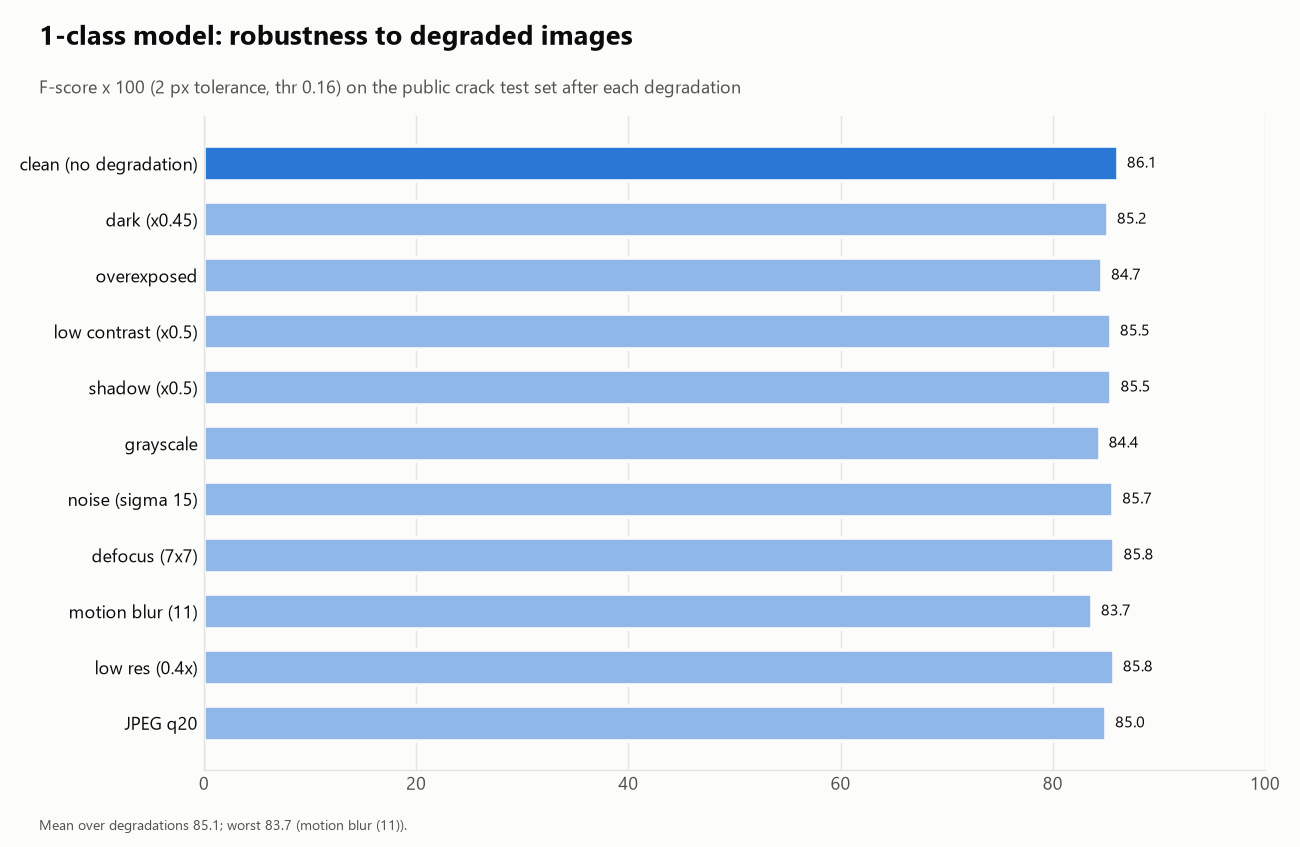 1-class model: robustness to degraded images
F-score x 100 (2 px tolerance, thr 0.16) on the public crack test set after each degradation
clean (no degradation) 86.1
dark (x0.45) 85.2
overexposed 84.7
low contrast (x0.5) 85.5
shadow (x0.5) 85.5
grayscale 84.4
noise (sigma 15) 85.7
defocus (7x7) 85.8
motion blur (11) 83.7
low res (0.4x) 85.8
JPEG q20 85.0
0 20 40 60 80 100
Mean over degradations 85.1; worst 83.7 (motion blur (11)).